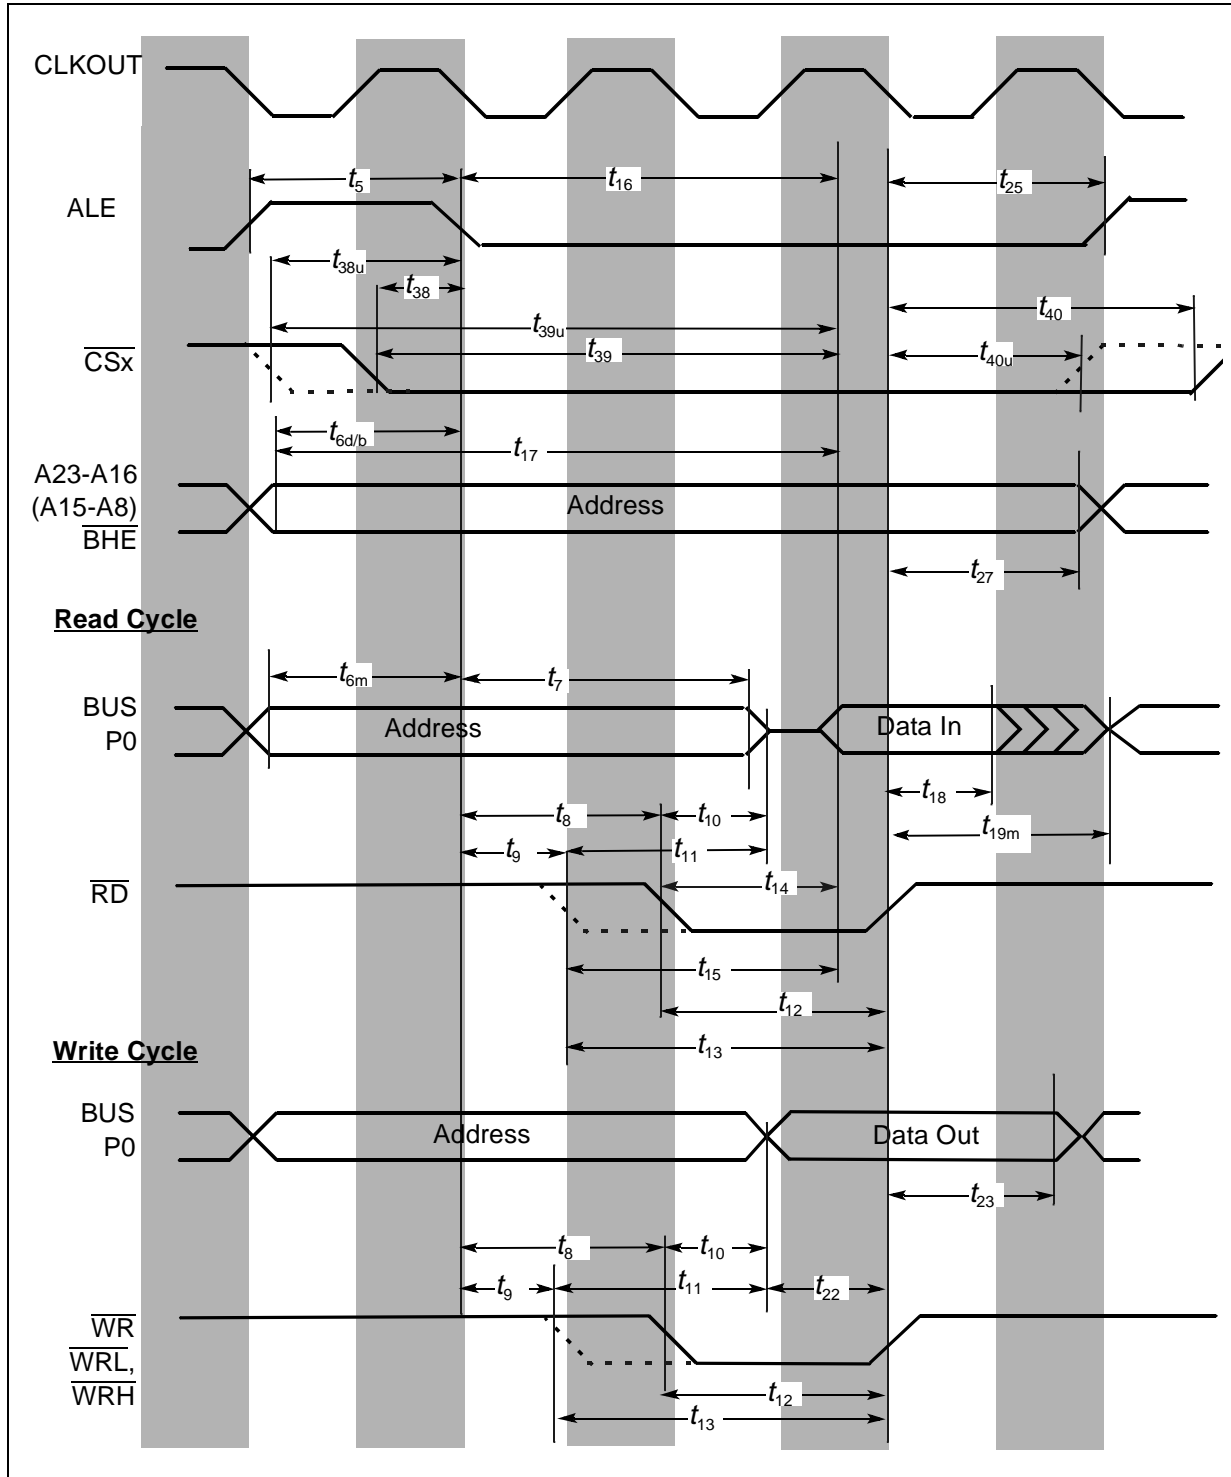 CLKOUT
t5
t16
t25
ALE
t38u
t38
t40
t39u
t39
t40u
CSx
t6d/b
t17
A23-A16
(A15-A8)
BHE
Address
t27
Read Cycle
t6m
t7
BUS
P0
Address
Data In
t18
t8
t10
t19m
t9
t11
RD
t14
t15
t12
t13
Write Cycle
BUS
P0
Address
Data Out
t23
t8
t10
t9
t11
t22
WR
WRL,
WRH
t12
t13